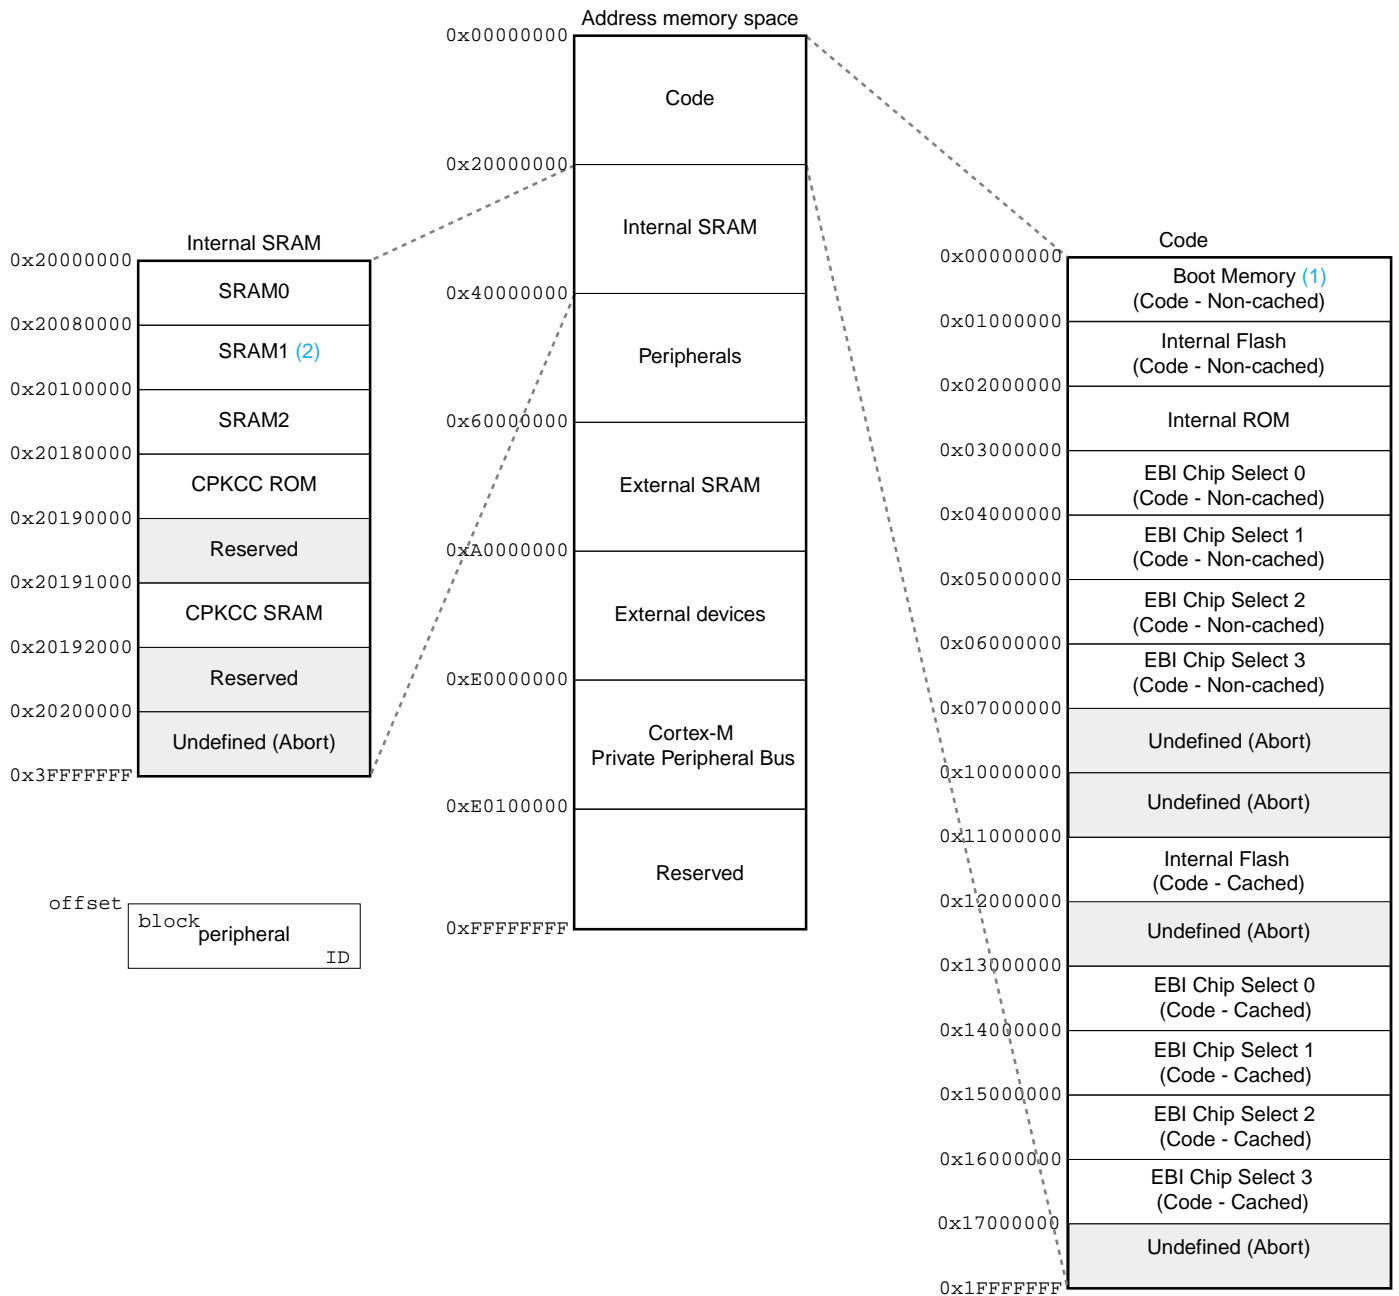 Address memory space
0x00000000
Code
0x20000000
Internal SRAM
0x40000000
Peripherals
0x60000000
External SRAM
0xA0000000
External devices
0xE0000000
Cortex-M
Private Peripheral Bus
0xE0100000
Reserved
0xFFFFFFFF
Internal SRAM
0x20000000
SRAM0
0x20080000
SRAM1 (2)
0x20100000
SRAM2
0x20180000
CPKCC ROM
0x20190000
Reserved
0x20191000
CPKCC SRAM
0x20192000
Reserved
0x20200000
Undefined (Abort)
0x3FFFFFFF
offset
block
peripheral
ID
Code
0x00000000
Boot Memory (1)
(Code - Non-cached)
0x01000000
Internal Flash
(Code - Non-cached)
0x02000000
Internal ROM
0x03000000
EBI Chip Select 0
(Code - Non-cached)
0x04000000
EBI Chip Select 1
(Code - Non-cached)
0x05000000
EBI Chip Select 2
(Code - Non-cached)
0x06000000
EBI Chip Select 3
(Code - Non-cached)
0x07000000
Undefined (Abort)
0x10000000
Undefined (Abort)
0x11000000
Internal Flash
(Code - Cached)
0x12000000
Undefined (Abort)
0x13000000
EBI Chip Select 0
(Code - Cached)
0x14000000
EBI Chip Select 1
(Code - Cached)
0x15000000
EBI Chip Select 2
(Code - Cached)
0x16000000
EBI Chip Select 3
(Code - Cached)
0x17000000
Undefined (Abort)
0x1FFFFFFF